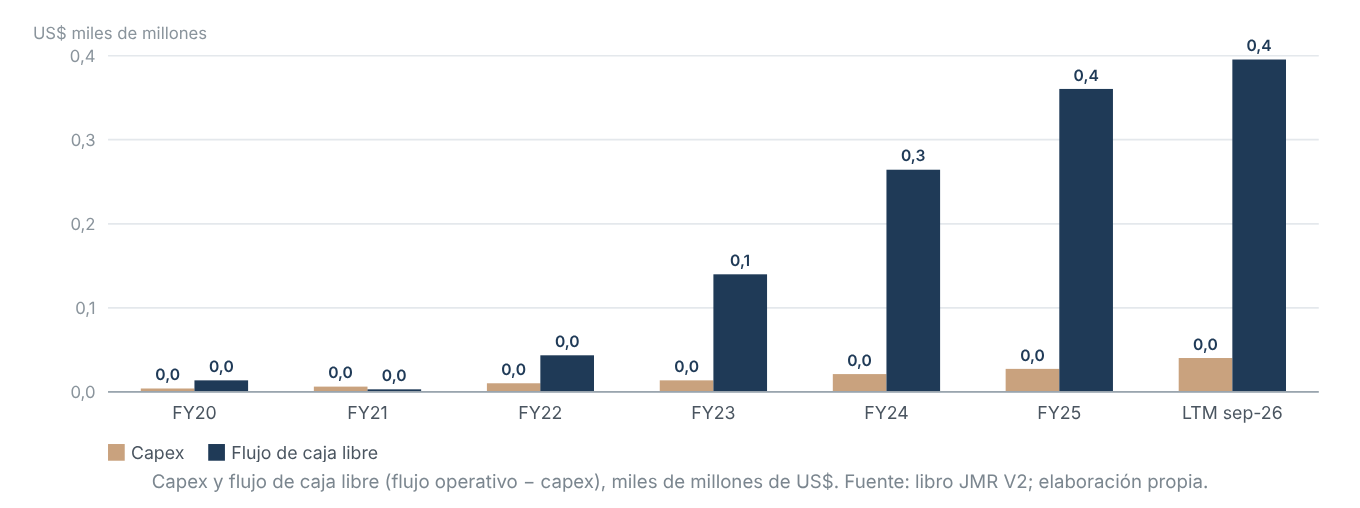 US$ miles de millones
0,4
0,3
0,2
0,1
0,0
0,0 0,0 0,0 0,0 0,0 0,0 0,0 0,1 0,0 0,3 0,0 0,4 0,0 0,4
FY20 FY21 FY22 FY23 FY24 FY25 LTM sep-26
Capex Flujo de caja libre
Capex y flujo de caja libre (flujo operativo − capex), miles de millones de US$. Fuente: libro JMR V2; elaboración propia.